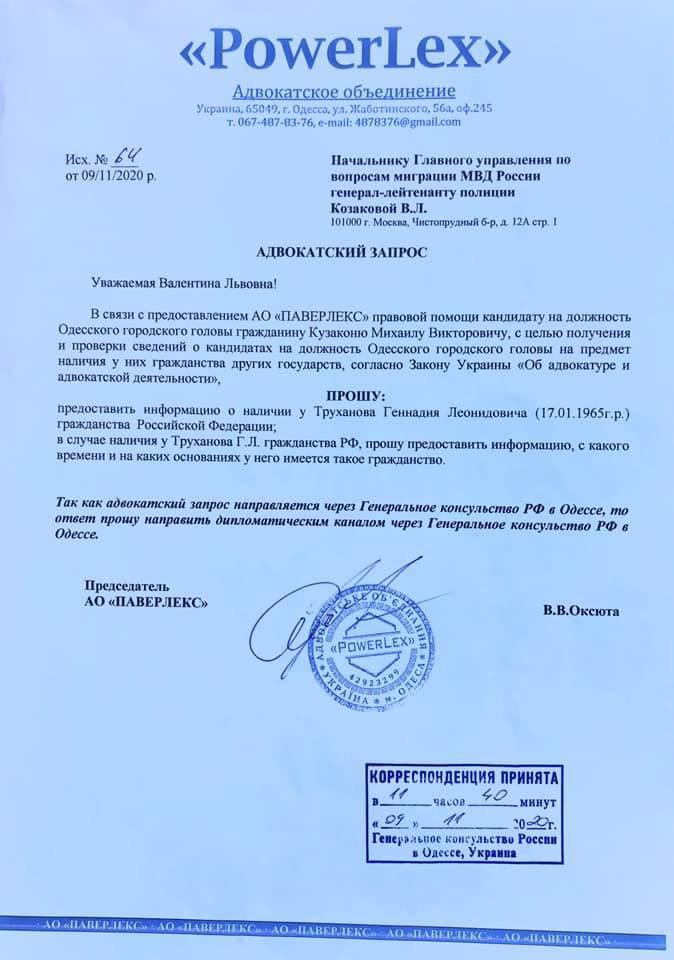 «PowerLex»
Адвокатское объединение
Украина, 65049, г. Одесса, ул. Жаботинского, 56а, оф.245
т. 067-487-83-76, e-mail: 4878376@gmail.com
Исх. № 64
от 09/11/2020 р.
Начальнику Главного управления по
вопросам миграции МВД России
генерал-лейтенанту полиции
Козаковой В.Л.
101000 г. Москва, Чистопрудный б-р, д. 12А стр. 1
АДВОКАТСКИЙ ЗАПРОС
Уважаемая Валентина Львовна!
В связи с предоставлением АО «ПАВЕРЛЕКС» правовой помощи кандидату на должность
Одесского городского головы гражданину Кузаконю Михаилу Викторовичу, с целью получения
и проверки сведений о кандидатах на должность Одесского городского головы на предмет
наличия у них гражданства других государств, согласно Закону Украины «Об адвокатуре и
адвокатской деятельности»,
ПРОШУ:
предоставить информацию о наличии у Труханова Геннадия Леонидовича (17.01.1965г.р.)
гражданства Российской Федерации;
в случае наличия у Труханова Г.Л. гражданства РФ, прошу предоставить информацию, с какого
времени и на каких основаниях у него имеется такое гражданство.
Так как адвокатский запрос направляется через Генеральное консульство РФ в Одессе, то
ответ прошу направить дипломатическим каналом через Генеральное консульство РФ в
Одессе.
Председатель
АО «ПАВЕРЛЕКС»
В.В.Оксюта
АДВОКАТСЬКЕ ОБ'ЄДНАННЯ
«POWERLEX»
42923299
УКРАЇНА * м. ОДЕСА
КОРРЕСПОНДЕНЦИЯ ПРИНЯТА
в 11 часов 40 минут
« 09 » 11 2020г.
Генеральное консульство России
в Одессе, Украина
АО «ПАВЕРЛЕКС» · АО «ПАВЕРЛЕКС» · АО «ПАВЕРЛЕКС» · АО «ПАВЕРЛЕКС» · АО «ПАВЕРЛЕКС» ·